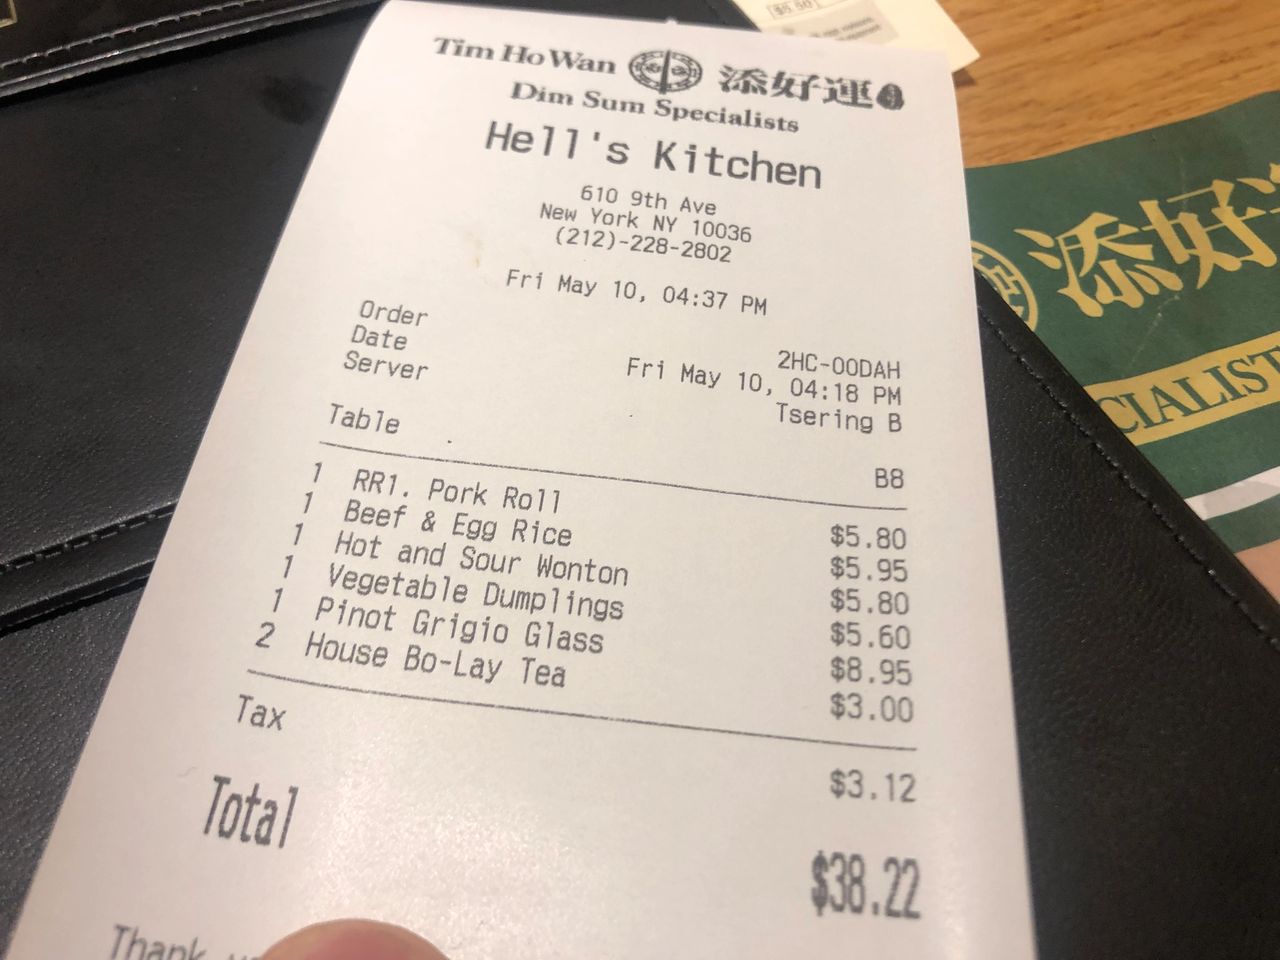 Tim Ho Wan 添好運
Dim Sum Specialists
Hell's Kitchen
610 9th Ave
New York NY 10036
(212)-228-2802
Fri May 10, 04:37 PM
Order 2HC-00DAH
Date Fri May 10, 04:18 PM
Server Tsering B
Table B8
1 RR1. Pork Roll $5.80
1 Beef & Egg Rice $5.95
1 Hot and Sour Wonton $5.80
1 Vegetable Dumplings $5.60
1 Pinot Grigio Glass $8.95
2 House Bo-Lay Tea $3.00
Tax $3.12
Total $38.22
Thank
添好
CIALIST